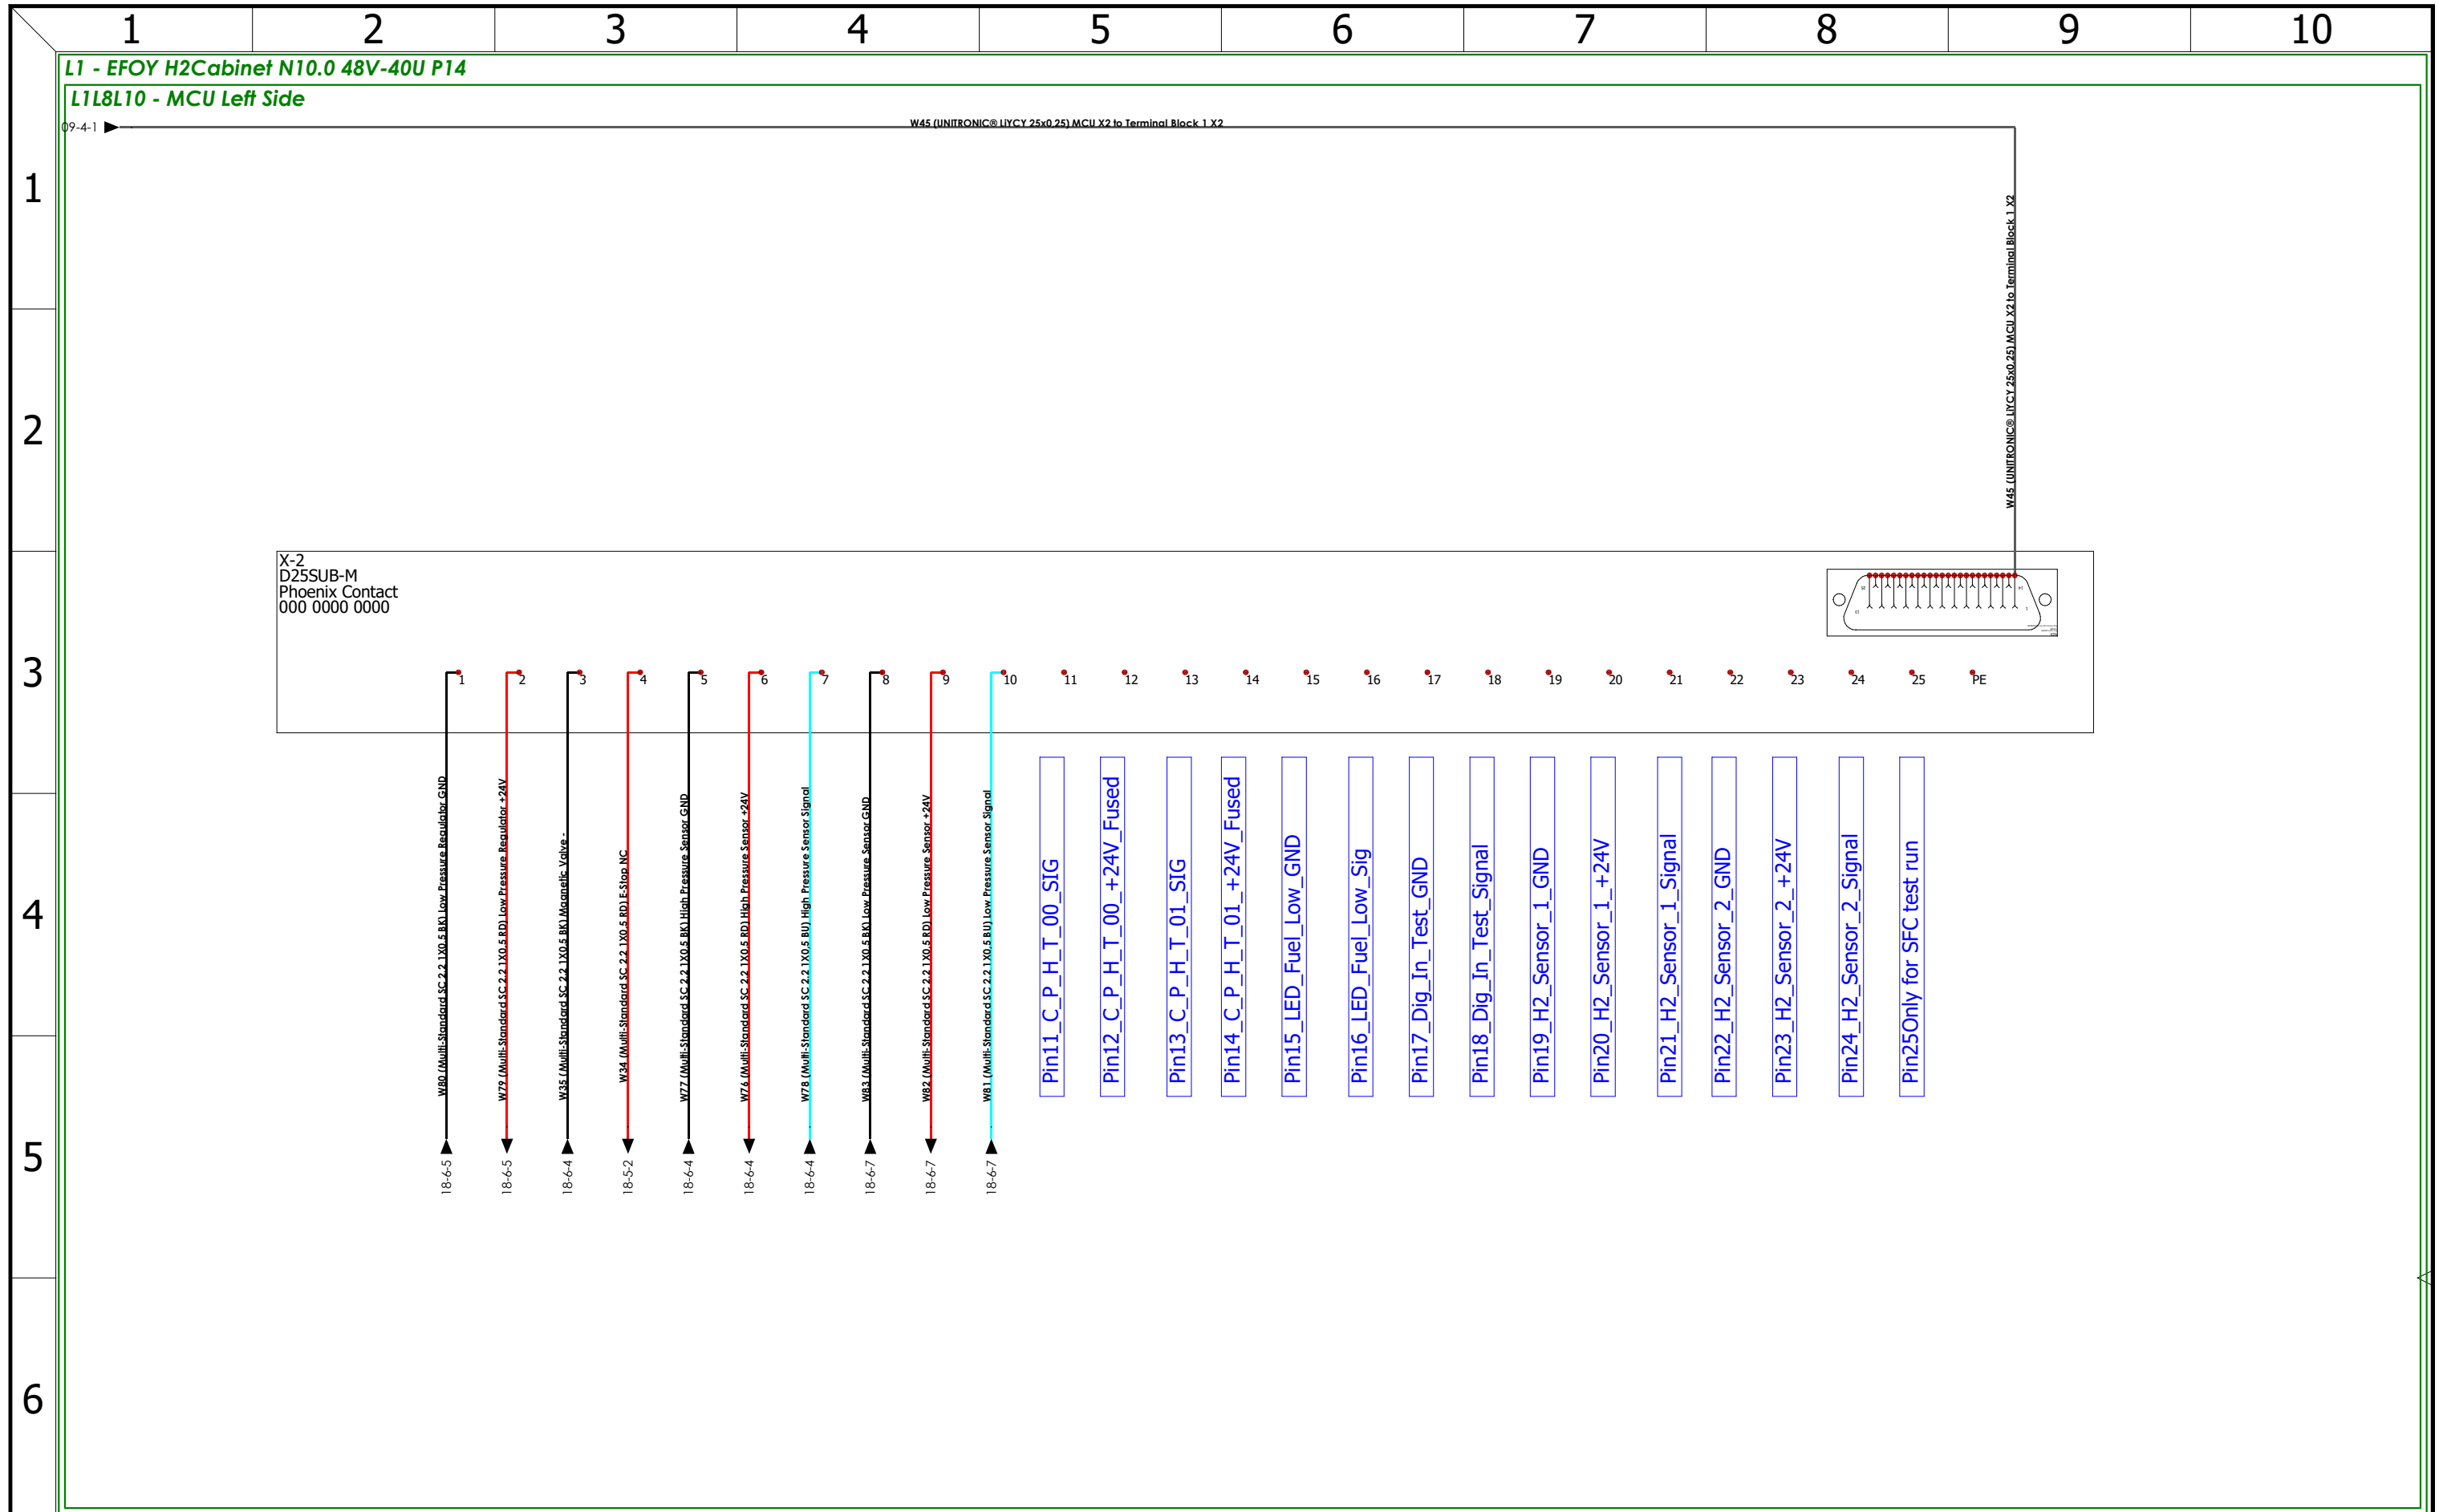 1 2 3 4 5 6 7 8 9 10
L1 - EFOY H2Cabinet N10.0 48V-40U P14
L1L8L10 - MCU Left Side
09-4-1
W45 (UNITRONIC® LiYCY 25x0,25) MCU X2 to Terminal Block 1 X2
1
W45 (UNITRONIC® LiYCY 25x0,25) MCU X2 to Terminal Block 1 X2
2
X-2
D25SUB-M
Phoenix Contact
000 0000 0000
3
1 2 3 4 5 6 7 8 9 10 11 12 13 14 15 16 17 18 19 20 21 22 23 24 25 PE
W80 (Multi-Standard SC 2.2 1X0,5 BK) Low Pressure Regulator GND
W79 (Multi-Standard SC 2.2 1X0,5 RD) Low Pressure Regulator +24V
W35 (Multi-Standard SC 2.2 1X0,5 BK) Magnetic Valve -
W34 (Multi-Standard SC 2.2 1X0,5 RD) E-Stop NC
W77 (Multi-Standard SC 2.2 1X0,5 BK) High Pressure Sensor GND
W76 (Multi-Standard SC 2.2 1X0,5 RD) High Pressure Sensor +24V
W78 (Multi-Standard SC 2.2 1X0,5 BU) High Pressure Sensor Signal
W83 (Multi-Standard SC 2.2 1X0,5 BK) Low Pressure Sensor GND
W82 (Multi-Standard SC 2.2 1X0,5 RD) Low Pressure Sensor +24V
W81 (Multi-Standard SC 2.2 1X0,5 BU) Low Pressure Sensor Signal
Pin11_C_P_H_T_00_SIG
Pin12_C_P_H_T_00_+24V_Fused
Pin13_C_P_H_T_01_SIG
Pin14_C_P_H_T_01_+24V_Fused
Pin15_LED_Fuel_Low_GND
Pin16_LED_Fuel_Low_Sig
Pin17_Dig_In_Test_GND
Pin18_Dig_In_Test_Signal
Pin19_H2_Sensor_1_GND
Pin20_H2_Sensor_1_+24V
Pin21_H2_Sensor_1_Signal
Pin22_H2_Sensor_2_GND
Pin23_H2_Sensor_2_+24V
Pin24_H2_Sensor_2_Signal
Pin25Only for SFC test run
4
5
18-6-5
18-6-5
18-6-4
18-5-2
18-6-4
18-6-4
18-6-4
18-6-7
18-6-7
18-6-7
6